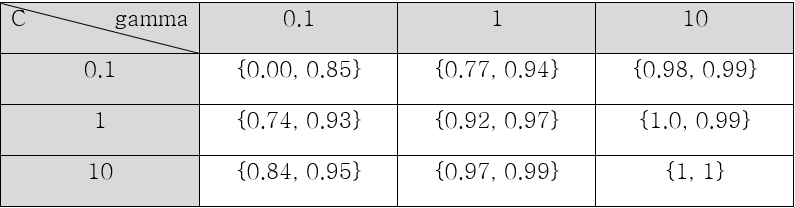 C gamma 0.1 1 10
0.1 {0.00, 0.85} {0.77, 0.94} {0.98, 0.99}
1 {0.74, 0.93} {0.92, 0.97} {1.0, 0.99}
10 {0.84, 0.95} {0.97, 0.99} {1, 1}